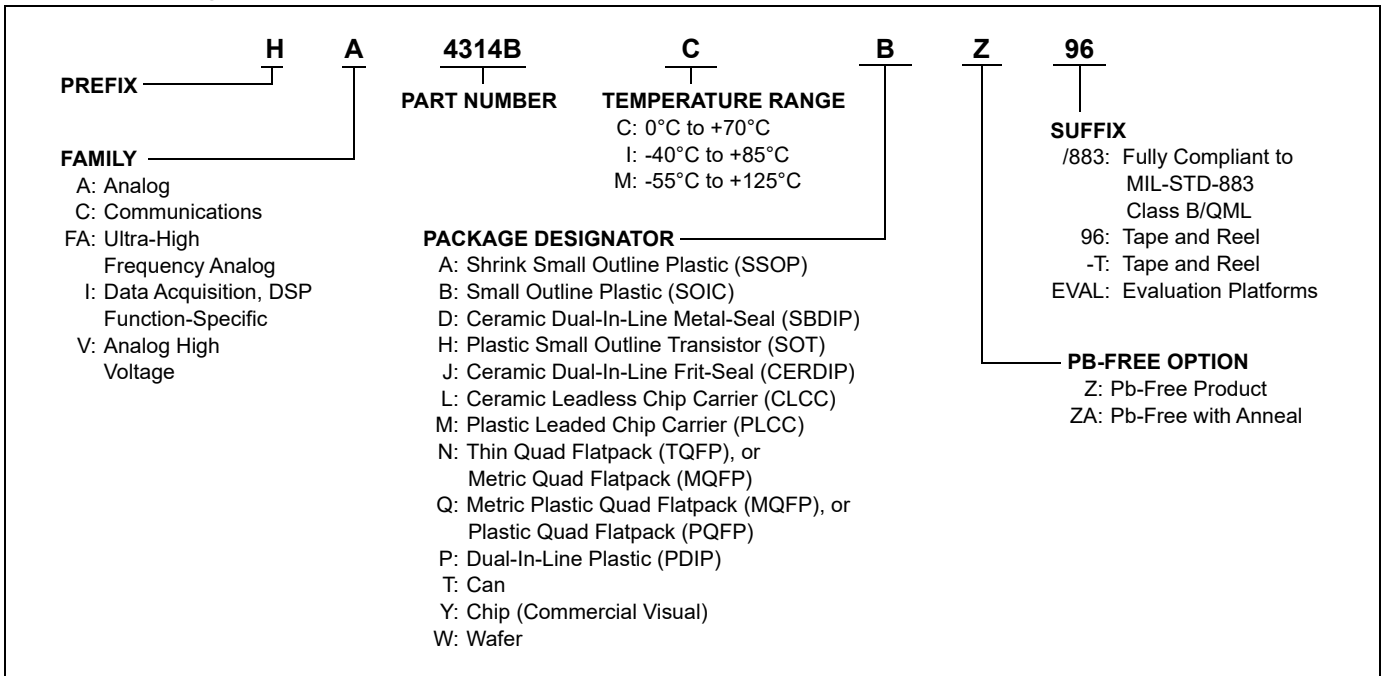 H A 4314B C B Z 96
PREFIX
PART NUMBER
TEMPERATURE RANGE
C: 0°C to +70°C
I: -40°C to +85°C
M: -55°C to +125°C
SUFFIX
/883: Fully Compliant to
MIL-STD-883
Class B/QML
96: Tape and Reel
-T: Tape and Reel
EVAL: Evaluation Platforms
FAMILY
A: Analog
C: Communications
FA: Ultra-High
Frequency Analog
I: Data Acquisition, DSP
Function-Specific
V: Analog High
Voltage
PACKAGE DESIGNATOR
A: Shrink Small Outline Plastic (SSOP)
B: Small Outline Plastic (SOIC)
D: Ceramic Dual-In-Line Metal-Seal (SBDIP)
H: Plastic Small Outline Transistor (SOT)
J: Ceramic Dual-In-Line Frit-Seal (CERDIP)
L: Ceramic Leadless Chip Carrier (CLCC)
M: Plastic Leaded Chip Carrier (PLCC)
N: Thin Quad Flatpack (TQFP), or
Metric Quad Flatpack (MQFP)
Q: Metric Plastic Quad Flatpack (MQFP), or
Plastic Quad Flatpack (PQFP)
P: Dual-In-Line Plastic (PDIP)
T: Can
Y: Chip (Commercial Visual)
W: Wafer
PB-FREE OPTION
Z: Pb-Free Product
ZA: Pb-Free with Anneal